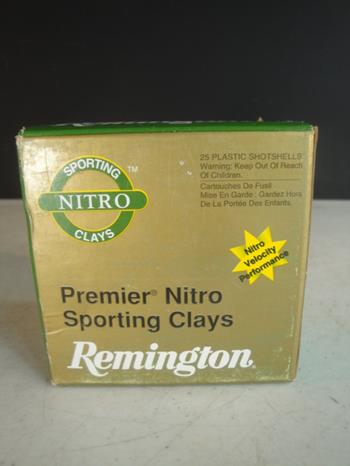 SPORTING
NITRO
CLAYS
™
25 PLASTIC SHOTSHELLS
Warning: Keep Out Of Reach
Of Children.
Cartouches De Fusil
Mise En Garde: Gardez Hors
De La Portée Des Enfants.
Nitro
Velocity
Performance
Premier® Nitro
Sporting Clays
Remington.